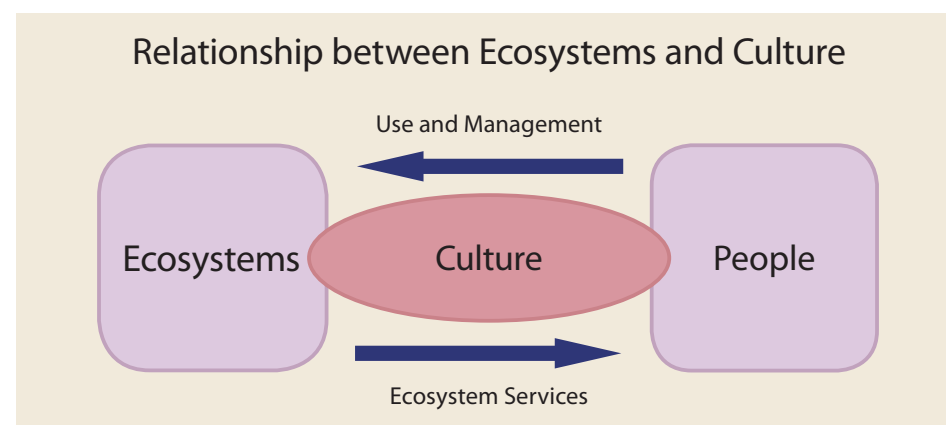 Relationship between Ecosystems and Culture
Use and Management
Ecosystems
Culture
People
Ecosystem Services